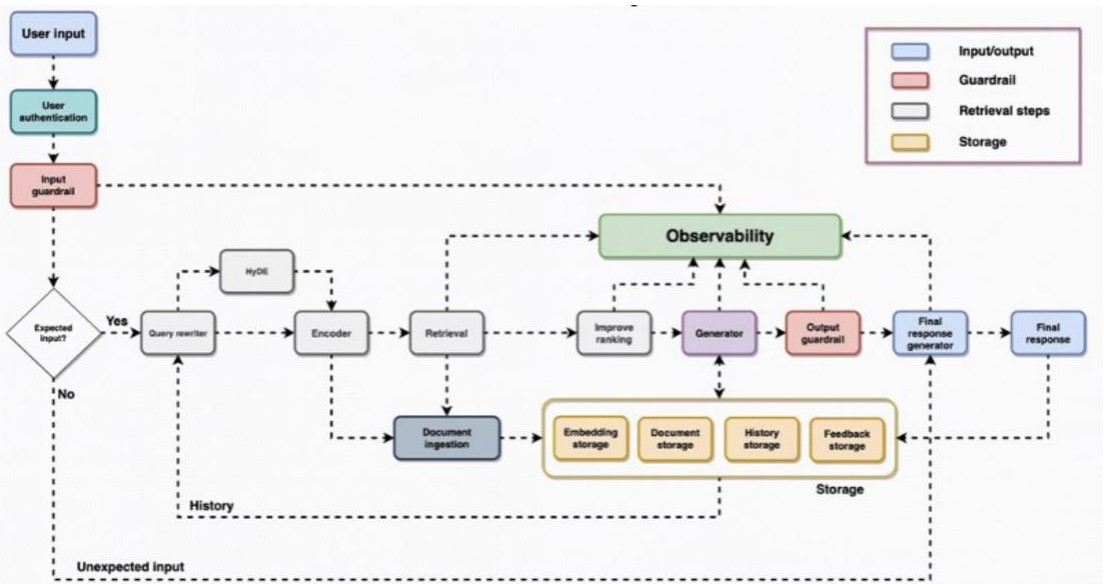 User input
Input/output
Guardrail
Retrieval steps
Storage
User
authentication
Input
guardrail
Observability
HyDE
Expected
input?
Yes
No
Query rewriter
Encoder
Retrieval
Improve
ranking
Generator
Output
guardrail
Final
response
generator
Final
response
Document
ingestion
Embedding
storage
Document
storage
History
storage
Feedback
storage
Storage
History
Unexpected input